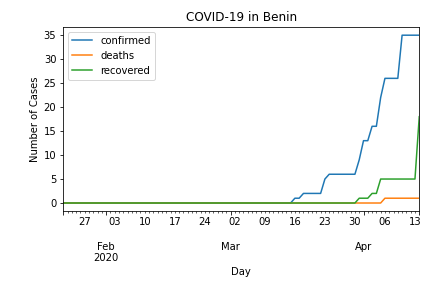 COVID-19 in Benin
confirmed
deaths
recovered
Number of Cases
35
30
25
20
15
10
5
0
27 03 10 17 24 02 09 16 23 30 06 13
Feb Mar Apr
2020
Day